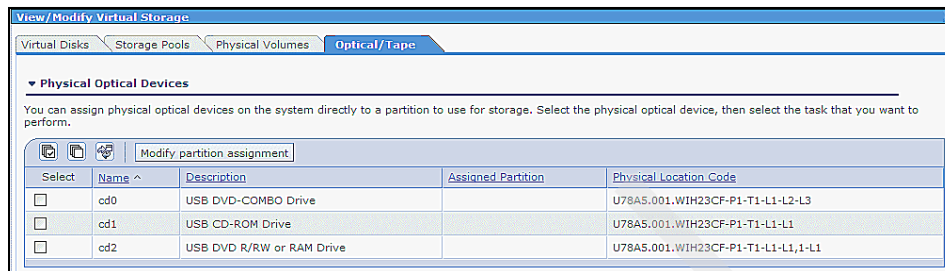 View/Modify Virtual Storage
Virtual Disks Storage Pools Physical Volumes Optical/Tape
Physical Optical Devices
You can assign physical optical devices on the system directly to a partition to use for storage. Select the physical optical device, then select the task that you want to
perform.
Modify partition assignment
Select Name ^ Description Assigned Partition Physical Location Code
cd0 USB DVD-COMBO Drive U78A5.001.WIH23CF-P1-T1-L1-L2-L3
cd1 USB CD-ROM Drive U78A5.001.WIH23CF-P1-T1-L1-L1
cd2 USB DVD R/RW or RAM Drive U78A5.001.WIH23CF-P1-T1-L1-L1,1-L1